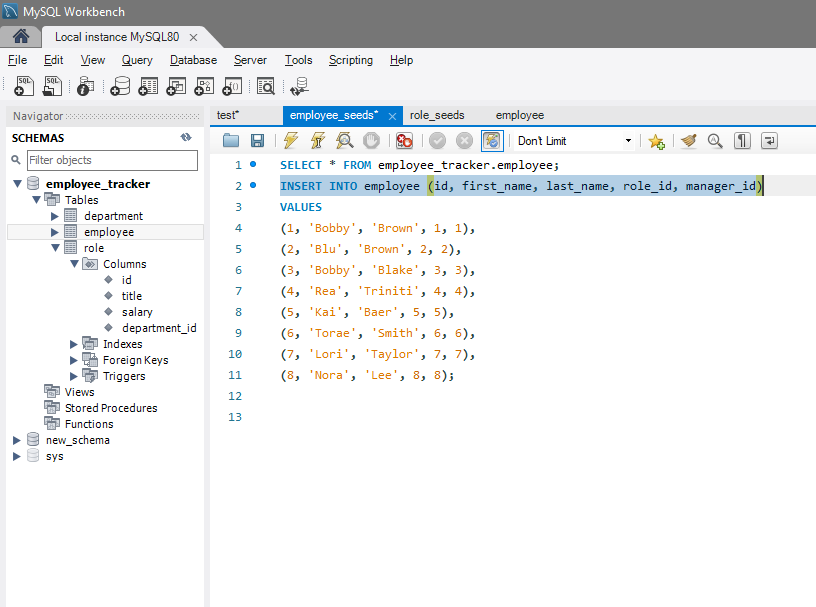 MySQL Workbench
Local instance MySQL80
File Edit View Query Database Server Tools Scripting Help
Navigator
SCHEMAS
Filter objects
employee_tracker
Tables
department
employee
role
Columns
id
title
salary
department_id
Indexes
Foreign Keys
Triggers
Views
Stored Procedures
Functions
new_schema
sys
test* employee_seeds* role_seeds employee
Don't Limit
1 SELECT * FROM employee_tracker.employee;
2 INSERT INTO employee (id, first_name, last_name, role_id, manager_id)
3 VALUES
4 (1, 'Bobby', 'Brown', 1, 1),
5 (2, 'Blu', 'Brown', 2, 2),
6 (3, 'Bobby', 'Blake', 3, 3),
7 (4, 'Rea', 'Triniti', 4, 4),
8 (5, 'Kai', 'Baer', 5, 5),
9 (6, 'Torae', 'Smith', 6, 6),
10 (7, 'Lori', 'Taylor', 7, 7),
11 (8, 'Nora', 'Lee', 8, 8);
12
13